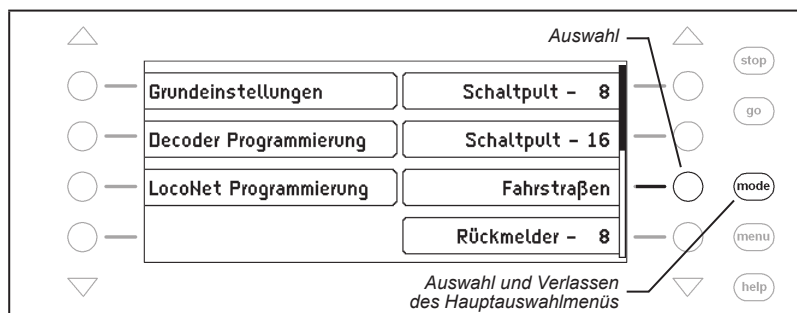 Auswahl
stop
Grundeinstellungen
Schaltpult - 8
go
Decoder Programmierung
Schaltpult - 16
LocoNet Programmierung
Fahrstraßen
mode
Rückmelder - 8
menu
Auswahl und Verlassen
des Hauptauswahlmenüs
help